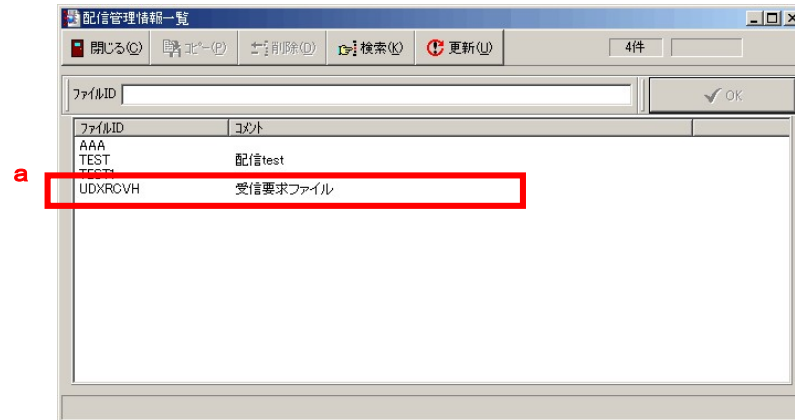 配信管理情報一覧
閉じる(C) コピー(P) 削除(D) 検索(K) 更新(U) 4件
ファイルID OK
ファイルID コメント
AAA
TEST 配信test
TEST1
a
UDXRCVH 受信要求ファイル